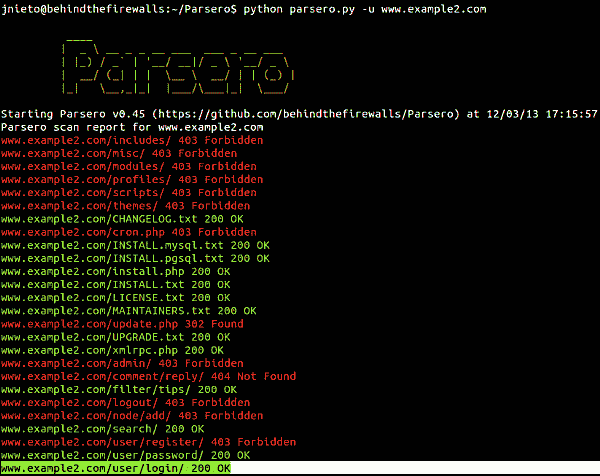 jnieto@behindthefirewalls:~/Parsero$ python parsero.py -u www.example2.com
Parsero
Starting Parsero v0.45 (https://github.com/behindthefirewalls/Parsero) at 12/03/13 17:15:57
Parsero scan report for www.example2.com
www.example2.com/includes/ 403 Forbidden
www.example2.com/misc/ 403 Forbidden
www.example2.com/modules/ 403 Forbidden
www.example2.com/profiles/ 403 Forbidden
www.example2.com/scripts/ 403 Forbidden
www.example2.com/themes/ 403 Forbidden
www.example2.com/CHANGELOG.txt 200 OK
www.example2.com/cron.php 403 Forbidden
www.example2.com/INSTALL.mysql.txt 200 OK
www.example2.com/INSTALL.pgsql.txt 200 OK
www.example2.com/install.php 200 OK
www.example2.com/INSTALL.txt 200 OK
www.example2.com/LICENSE.txt 200 OK
www.example2.com/MAINTAINERS.txt 200 OK
www.example2.com/update.php 302 Found
www.example2.com/UPGRADE.txt 200 OK
www.example2.com/xmlrpc.php 200 OK
www.example2.com/admin/ 403 Forbidden
www.example2.com/comment/reply/ 404 Not Found
www.example2.com/filter/tips/ 200 OK
www.example2.com/logout/ 403 Forbidden
www.example2.com/node/add/ 403 Forbidden
www.example2.com/search/ 200 OK
www.example2.com/user/register/ 403 Forbidden
www.example2.com/user/password/ 200 OK
www.example2.com/user/login/ 200 OK